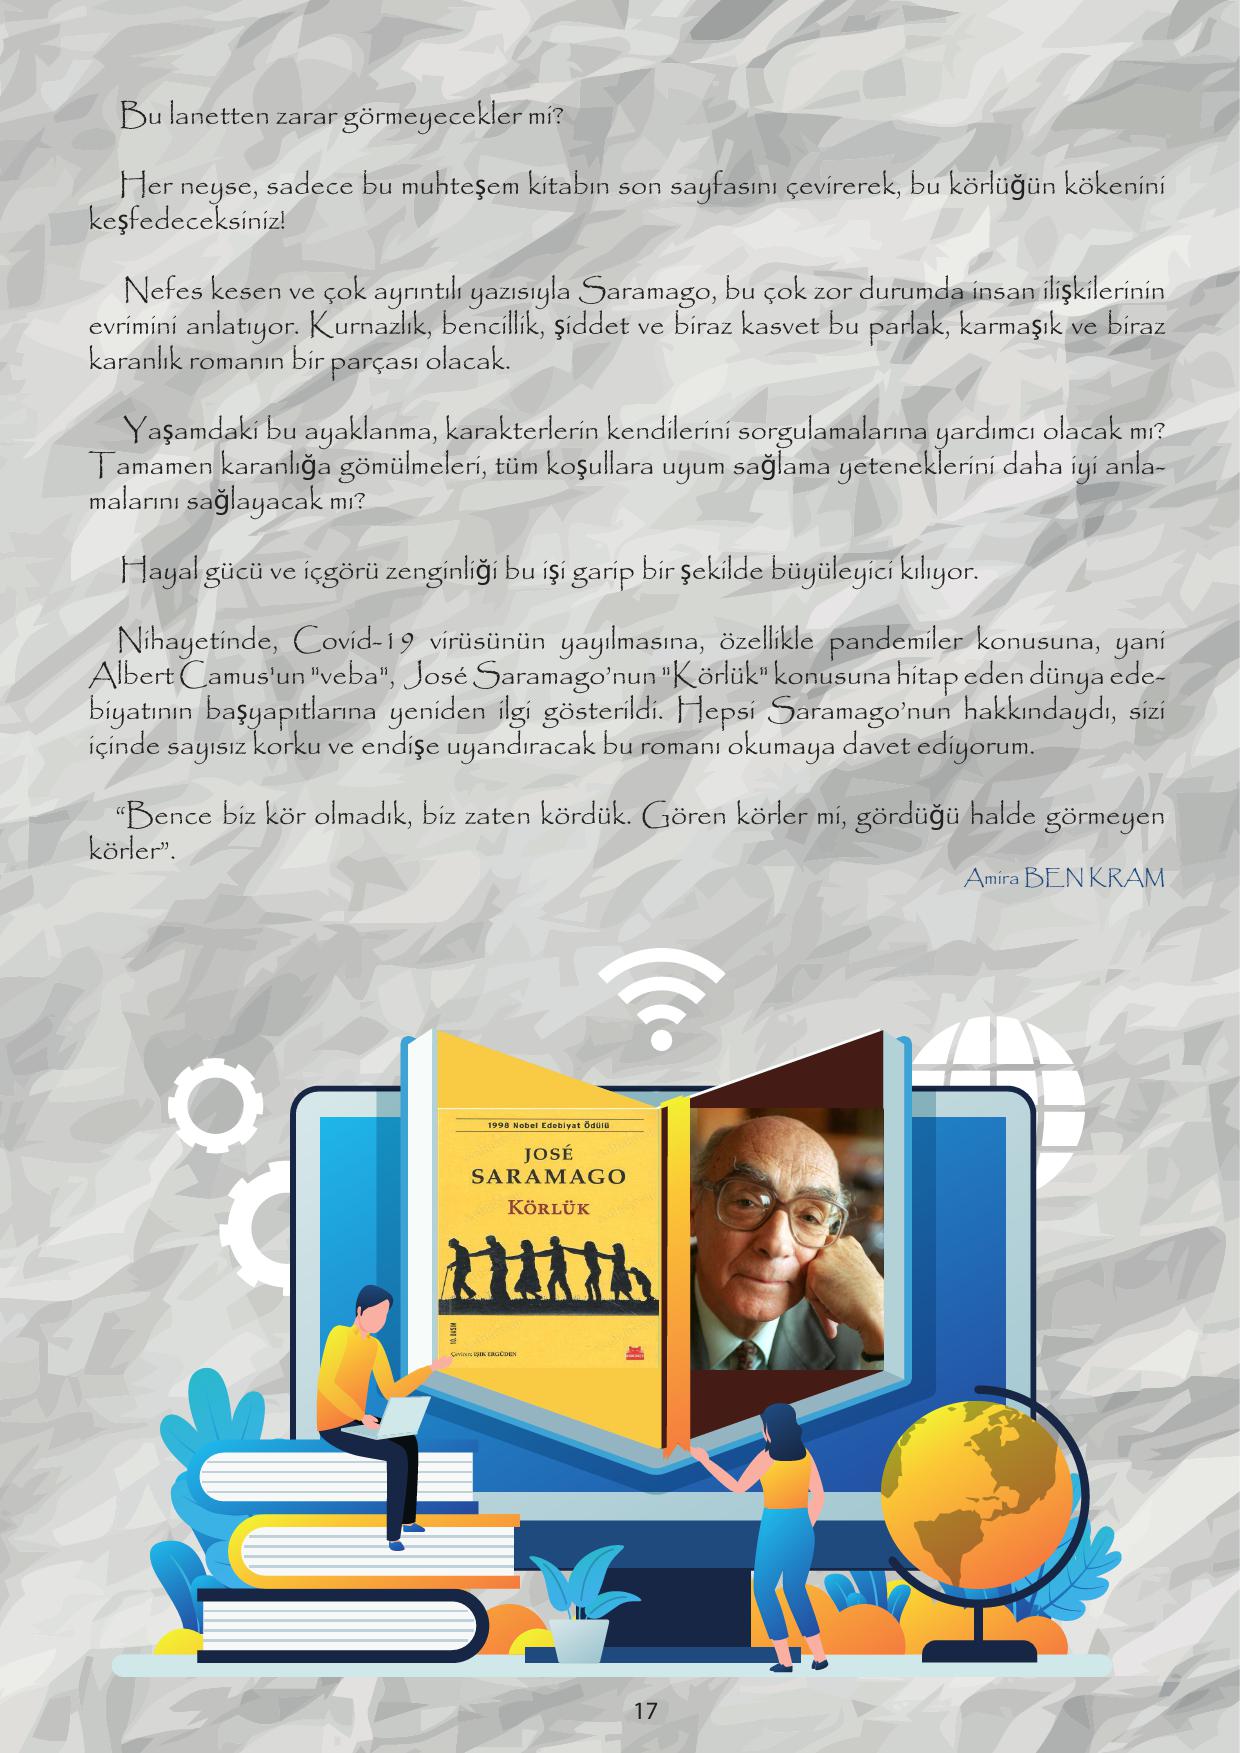 Bu lanetten zarar görmeyecekler mi?
Her neyse, sadece bu muhteşem kitabın son sayfasını çevirerek, bu körlüğün kökenini
keşfedeceksiniz!
Nefes kesen ve çok ayrıntılı yazısıyla Saramago, bu çok zor durumda insan ilişkilerinin
evrimini anlatıyor. Kurnazlık, bencillik, şiddet ve biraz kasvet bu parlak, karmaşık ve biraz
karanlık romanın bir parçası olacak.
Yaşamdaki bu ayaklanma, karakterlerin kendilerini sorgulamalarına yardımcı olacak mı?
Tamamen karanlığa gömülmeleri, tüm koşullara uyum sağlama yeteneklerini daha iyi anla-
malarını sağlayacak mı?
Hayal gücü ve içgörü zenginliği bu işi garip bir şekilde büyüleyici kılıyor.
Nihayetinde, Covid-19 virüsünün yayılmasına, özellikle pandemiler konusuna, yani
Albert Camus'un "veba", José Saramago’nun "Körlük" konusuna hitap eden dünya ede-
biyatının başyapıtlarına yeniden ilgi gösterildi. Hepsi Saramago’nun hakkındaydı, sizi
içinde sayısız korku ve endişe uyandıracak bu romanı okumaya davet ediyorum.
“Bence biz kör olmadık, biz zaten kördük. Gören körler mi, gördüğü halde görmeyen
körler”.
Amira BEN KRAM
1998 Nobel Edebiyat Ödülü
JOSÉ
SARAMAGO
KÖRLÜK
10. BASIM
Çeviren: IŞIK ERGÜDEN
17